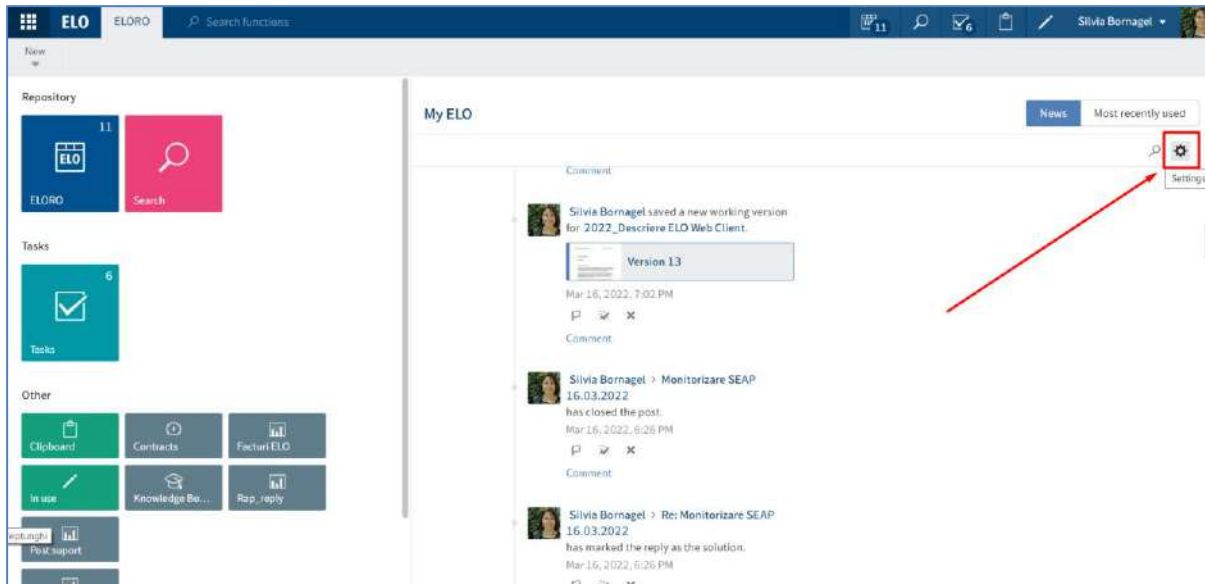 ELO
ELORO
Search functions
11
6
Silvia Bornagel
New
Repository
11
ELO
ELORO
Search
Tasks
6
Tasks
Other
Clipboard
Contracts
Facturi ELO
In use
Knowledge Bo...
Rap_reply
eptunghi
Post suport
My ELO
News
Most recently used
Settings
Comment
Silvia Bornagel saved a new working version
for 2022_Descriere ELO Web Client.
Version 13
Mar 16, 2022, 7:02 PM
Comment
Silvia Bornagel > Monitorizare SEAP
16.03.2022
has closed the post.
Mar 16, 2022, 6:26 PM
Comment
Silvia Bornagel > Re: Monitorizare SEAP
16.03.2022
has marked the reply as the solution.
Mar 16, 2022, 6:26 PM